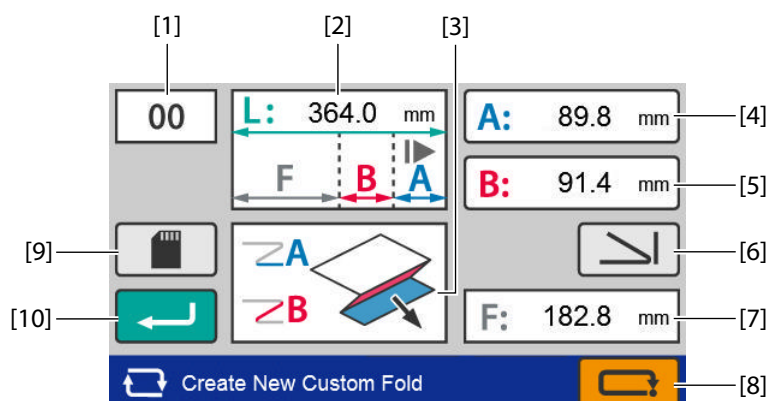 [1] [2] [3]
00
L: 364.0 mm
A: 89.8 mm
[4]
F B A
B: 91.4 mm
[5]
[9]
A
[6]
[10]
B
F: 182.8 mm
[7]
Create New Custom Fold
[8]